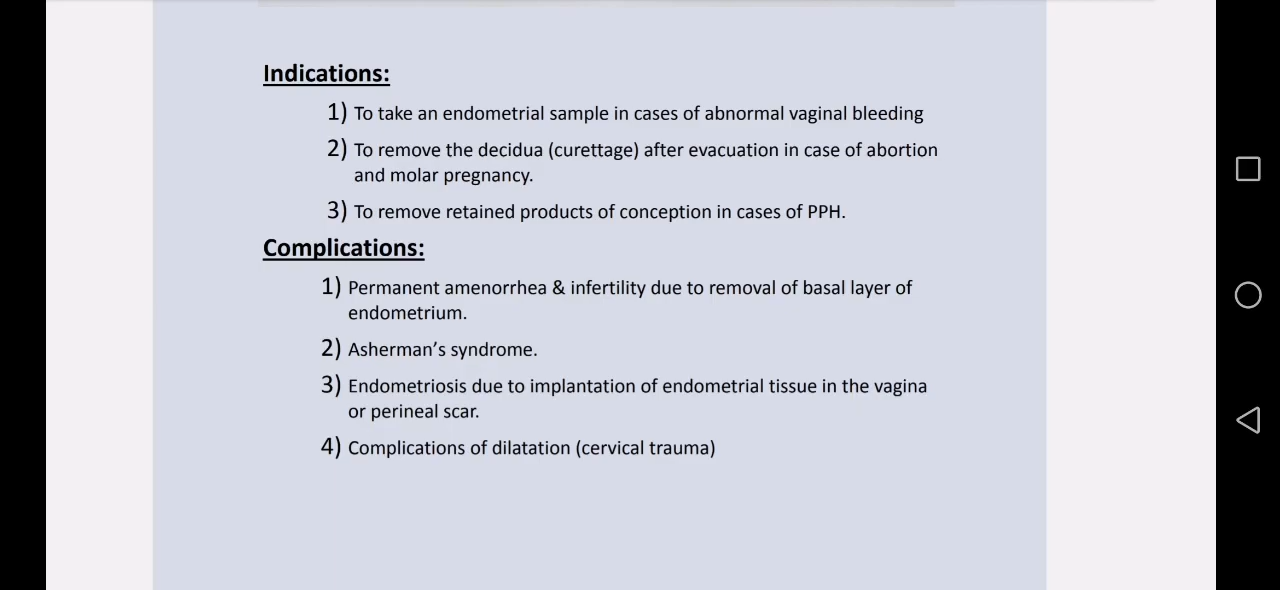 Indications:
1) To take an endometrial sample in cases of abnormal vaginal bleeding
2) To remove the decidua (curettage) after evacuation in case of abortion
and molar pregnancy.
3) To remove retained products of conception in cases of PPH.
Complications:
1) Permanent amenorrhea & infertility due to removal of basal layer of
endometrium.
2) Asherman’s syndrome.
3) Endometriosis due to implantation of endometrial tissue in the vagina
or perineal scar.
4) Complications of dilatation (cervical trauma)